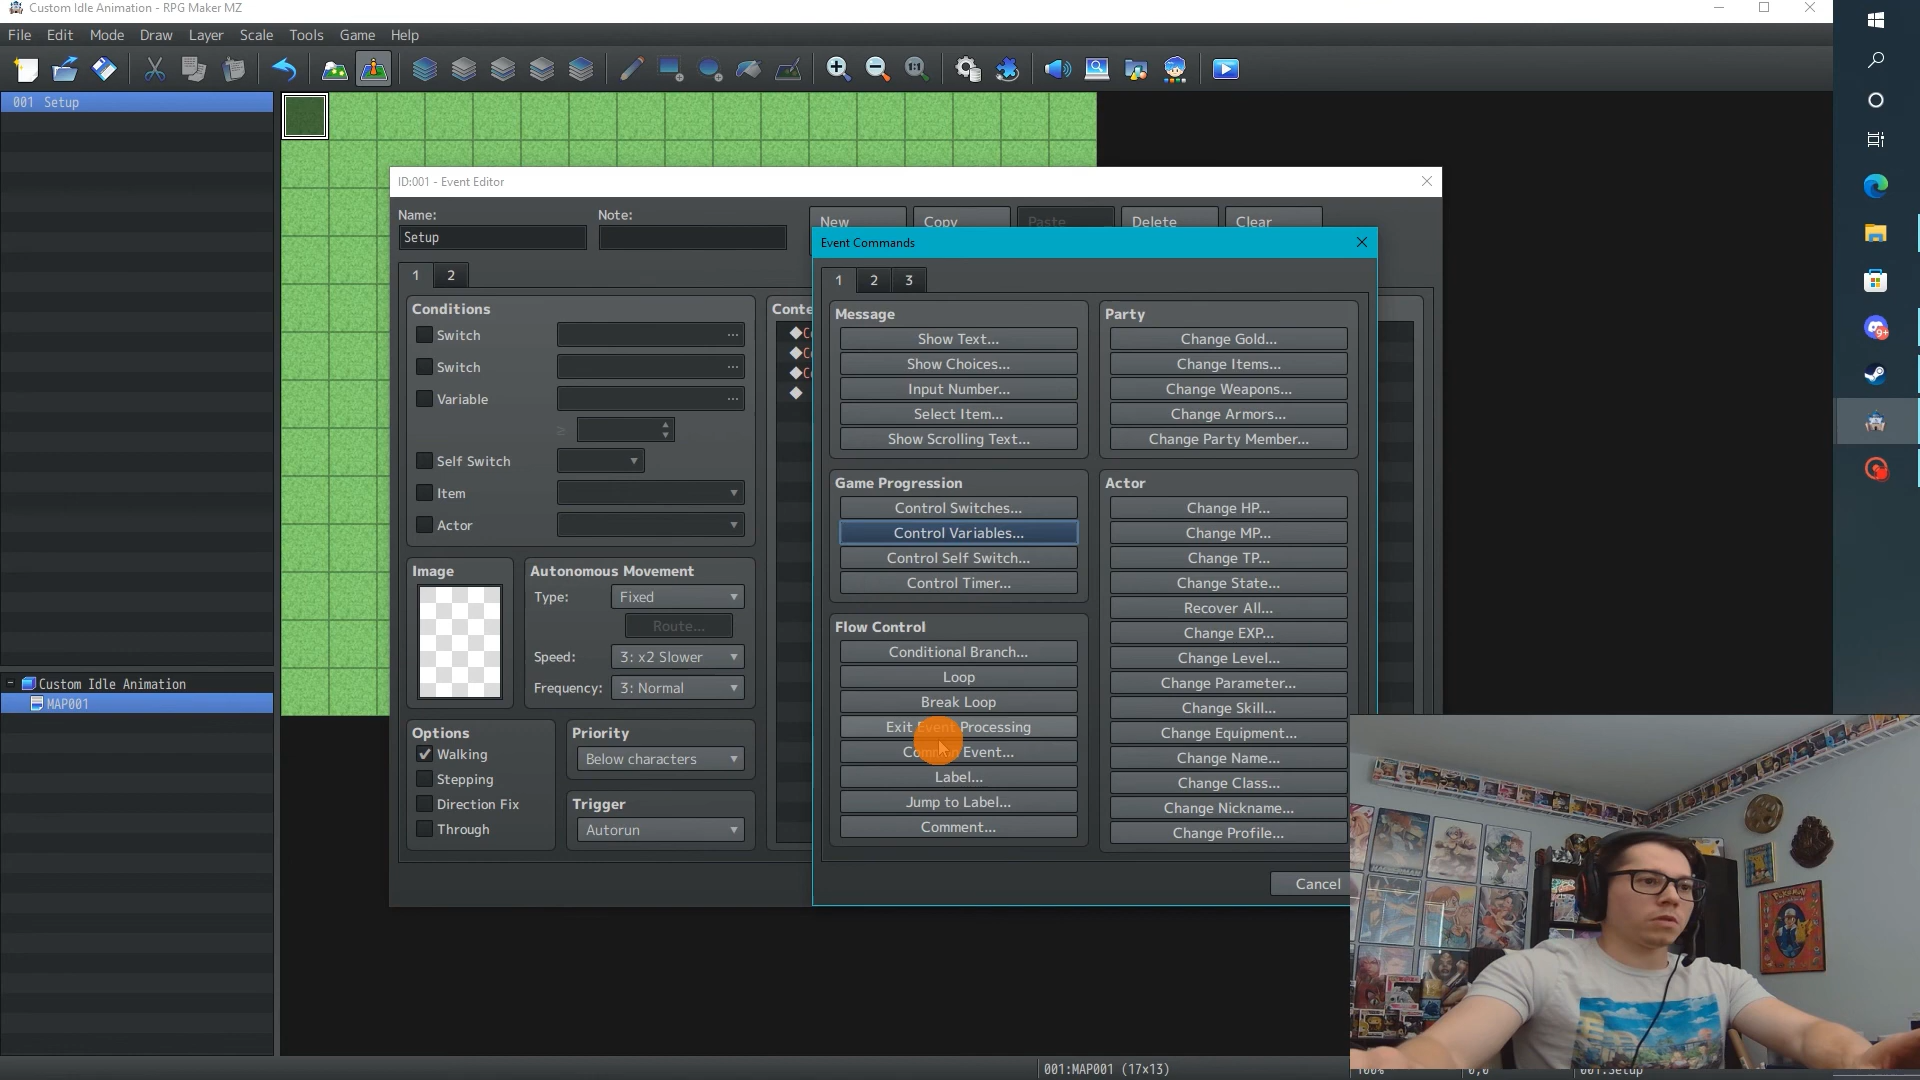 Custom Idle Animation - RPG Maker MZ
File Edit Mode Draw Layer Scale Tools Game Help
1:1
001 Setup
ID:001 - Event Editor
Name:
Note:
New
Copy
Paste
Delete
Clear
Setup
1 2
Conditions
Switch ...
Switch ...
Variable ...
≥
Self Switch
Item
Actor
Image
Autonomous Movement
Type: Fixed
Route...
Speed: 3: x2 Slower
Frequency: 3: Normal
Options
Walking
Stepping
Direction Fix
Through
Priority
Below characters
Trigger
Autorun
Conte
◆C
◆C
◆C
◆
Event Commands
1 2 3
Message
Show Text...
Show Choices...
Input Number...
Select Item...
Show Scrolling Text...
Game Progression
Control Switches...
Control Variables...
Control Self Switch...
Control Timer...
Flow Control
Conditional Branch...
Loop
Break Loop
Exit Event Processing
Common Event...
Label...
Jump to Label...
Comment...
Party
Change Gold...
Change Items...
Change Weapons...
Change Armors...
Change Party Member...
Actor
Change HP...
Change MP...
Change TP...
Change State...
Recover All...
Change EXP...
Change Level...
Change Parameter...
Change Skill...
Change Equipment...
Change Name...
Change Class...
Change Nickname...
Change Profile...
Cancel
Custom Idle Animation
MAP001
9+
001:MAP001 (17x13)
100%
0,0
001:Setup